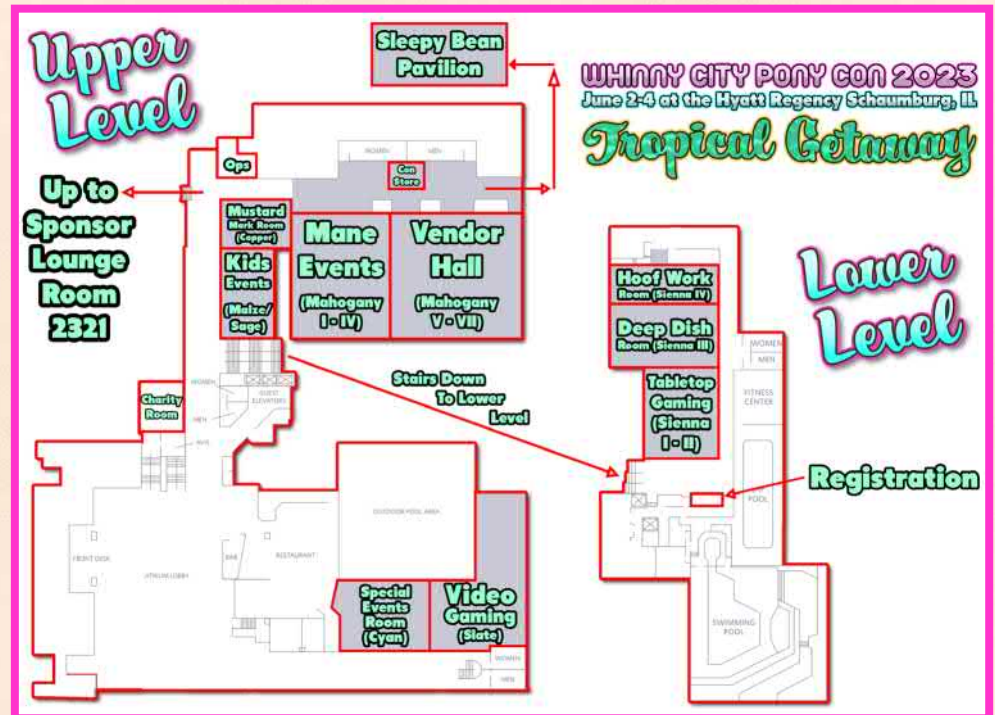 Upper
Level
Sleepy Bean
Pavilion
WHINNY CITY PONY CON 2023
June 2-4 at the Hyatt Regency Schaumburg, IL
Tropical Getaway
Ops
WOMEN
MEN
Con
Store
Up to
Sponsor
Lounge
Room
2321
Mustard
Mark Room
(Copper)
Kids
Events
(Maize/
Sage)
Mane
Events
(Mahogany
I - IV)
Vendor
Hall
(Mahogany
V - VII)
Lower
Level
Hoof Work
Room (Sienna IV)
Deep Dish
Room (Sienna III)
Tabletop
Gaming
(Sienna
I - II)
WOMEN
MEN
FITNESS
CENTER
POOL
Stairs Down
To Lower
Level
Registration
SWIMMING
POOL
WOMEN
GUEST
ELEVATORS
MEN
Charity
Room
FRONT DESK
ATRIUM LOBBY
BAR
RESTAURANT
OUTDOOR POOL AREA
Special
Events
Room
(Cyan)
Video
Gaming
(Slate)
WOMEN
MEN